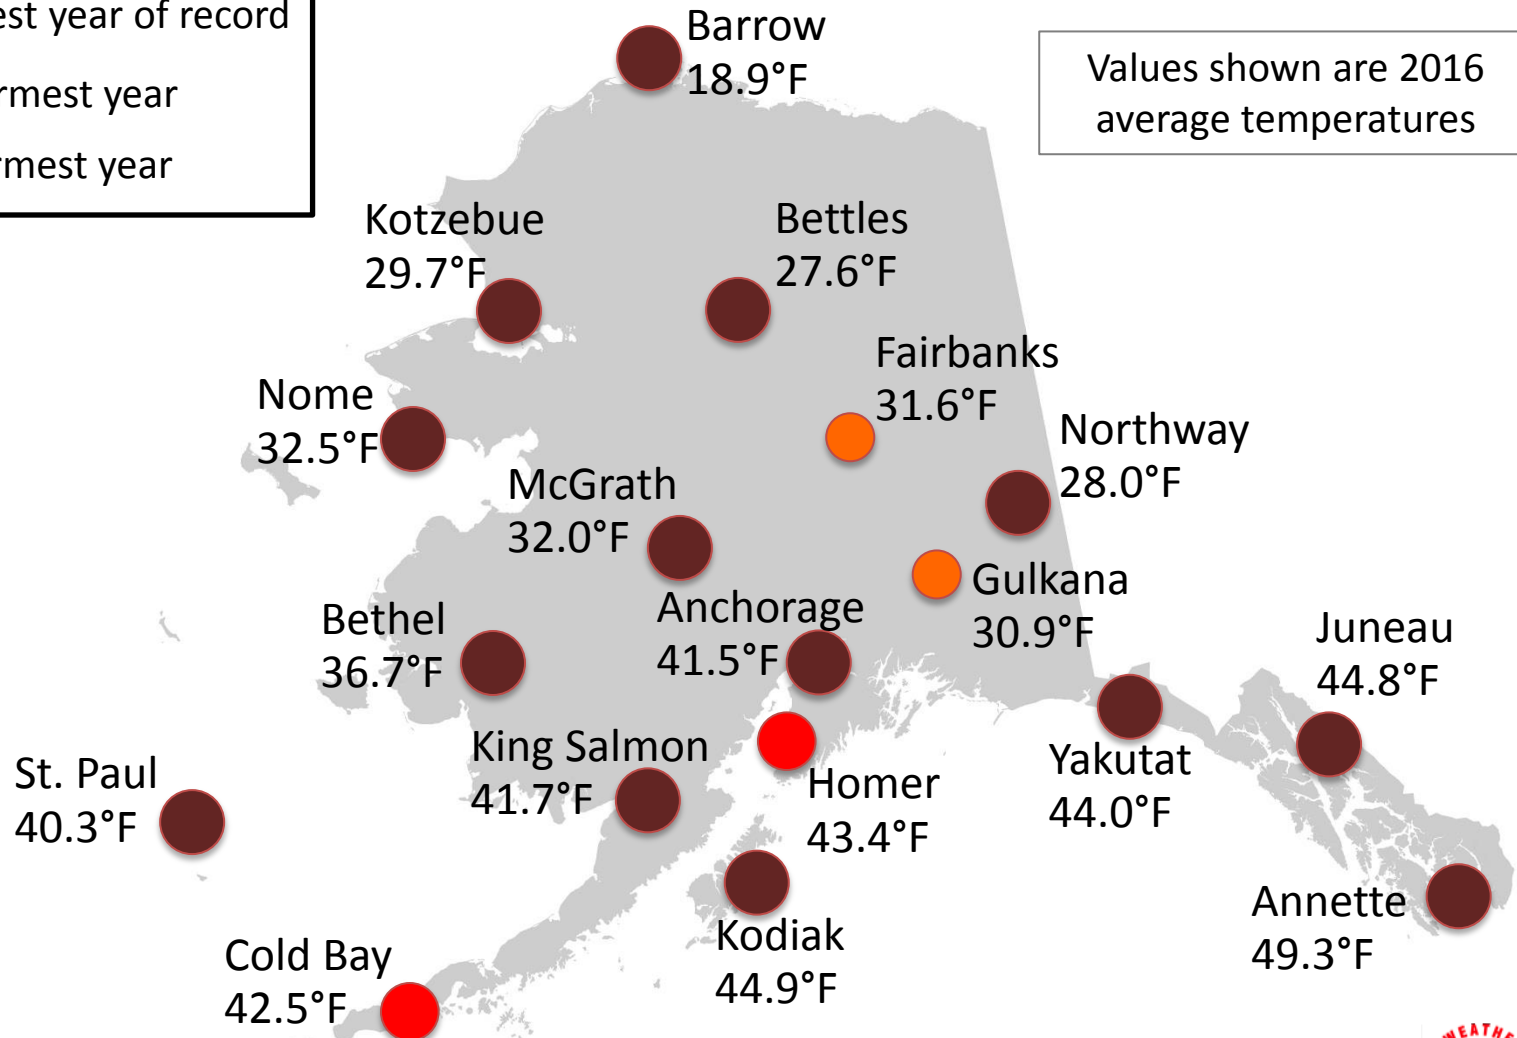 est year of record
rmest year
rmest year
Values shown are 2016
average temperatures
Barrow
18.9°F
Kotzebue
29.7°F
Bettles
27.6°F
Fairbanks
31.6°F
Nome
32.5°F
Northway
28.0°F
McGrath
32.0°F
Gulkana
30.9°F
Bethel
36.7°F
Anchorage
41.5°F
Juneau
44.8°F
King Salmon
41.7°F
Yakutat
44.0°F
St. Paul
40.3°F
Homer
43.4°F
Annette
49.3°F
Kodiak
44.9°F
Cold Bay
42.5°F
WEATHE